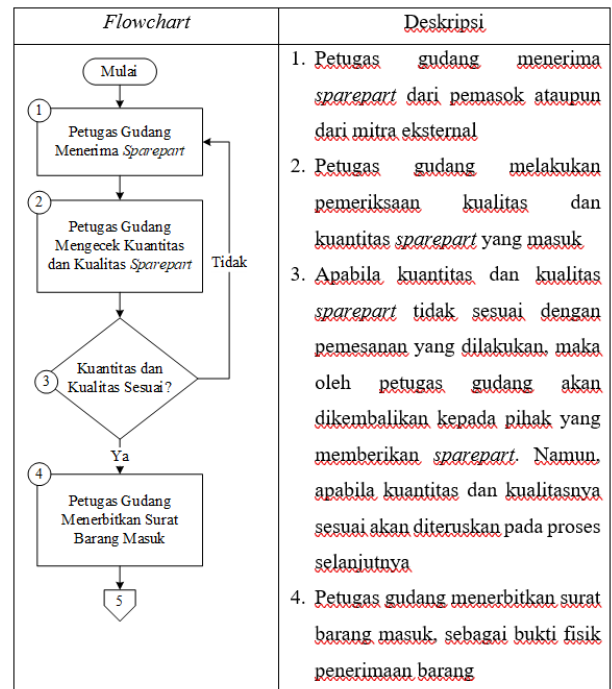 Flowchart
Deskripsi
Mulai
1
Petugas Gudang
Menerima Sparepart
2
Petugas Gudang
Mengecek Kuantitas
dan Kualitas Sparepart
Tidak
3
Kuantitas dan
Kualitas Sesuai?
Ya
4
Petugas Gudang
Menerbitkan Surat
Barang Masuk
5
1. Petugas gudang menerima
sparepart dari pemasok ataupun
dari mitra eksternal
2. Petugas gudang melakukan
pemeriksaan kualitas dan
kuantitas sparepart yang masuk
3. Apabila kuantitas dan kualitas
sparepart tidak sesuai dengan
pemesanan yang dilakukan, maka
oleh petugas gudang akan
dikembalikan kepada pihak yang
memberikan sparepart. Namun,
apabila kuantitas dan kualitasnya
sesuai akan diteruskan pada proses
selanjutnya
4. Petugas gudang menerbitkan surat
barang masuk, sebagai bukti fisik
penerimaan barang